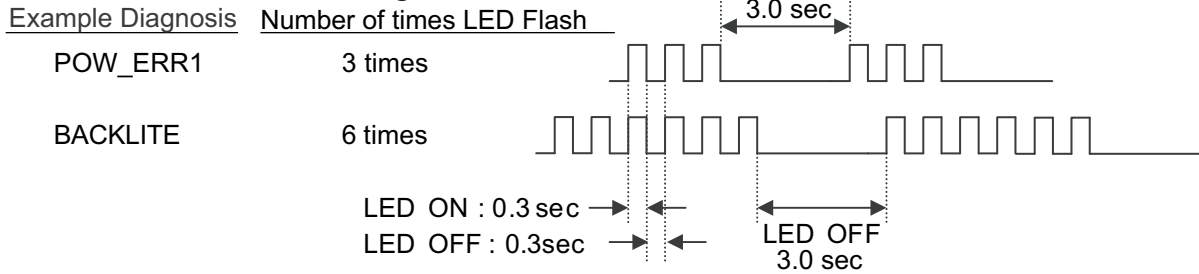 3.0 sec
Example Diagnosis Number of times LED Flash
POW_ERR1 3 times
BACKLITE 6 times
LED ON : 0.3 sec
LED OFF : 0.3sec
LED OFF
3.0 sec